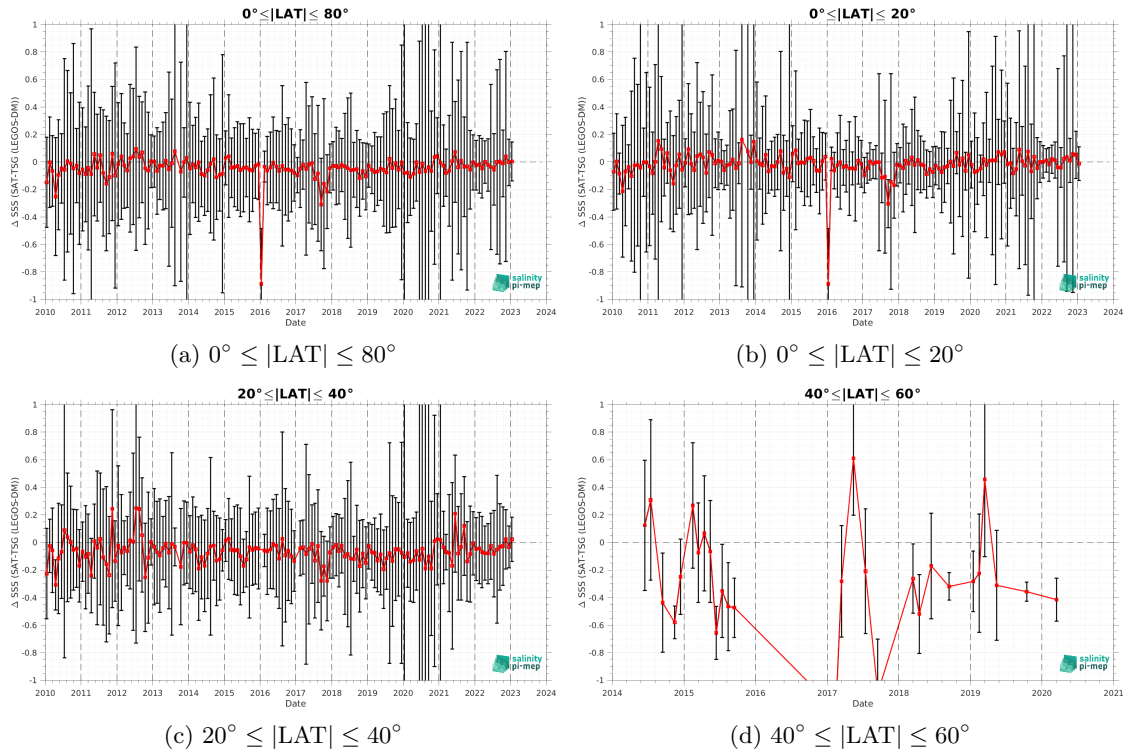 0°≤|LAT|≤ 80°
1
0.8
0.6
0.4
0.2
0
-0.2
-0.4
-0.6
-0.8
-1
Δ SSS (SAT-TSG (LEGOS-DM))
2010 2011 2012 2013 2014 2015 2016 2017 2018 2019 2020 2021 2022 2023 2024
Date
salinity
pi-mep
(a) 0° ≤ |LAT| ≤ 80°
0°≤|LAT|≤ 20°
1
0.8
0.6
0.4
0.2
0
-0.2
-0.4
-0.6
-0.8
-1
Δ SSS (SAT-TSG (LEGOS-DM))
2010 2011 2012 2013 2014 2015 2016 2017 2018 2019 2020 2021 2022 2023 2024
Date
salinity
pi-mep
(b) 0° ≤ |LAT| ≤ 20°
20°≤|LAT|≤ 40°
1
0.8
0.6
0.4
0.2
0
-0.2
-0.4
-0.6
-0.8
-1
Δ SSS (SAT-TSG (LEGOS-DM))
2010 2011 2012 2013 2014 2015 2016 2017 2018 2019 2020 2021 2022 2023 2024
Date
salinity
pi-mep
(c) 20° ≤ |LAT| ≤ 40°
40°≤|LAT|≤ 60°
1
0.8
0.6
0.4
0.2
0
-0.2
-0.4
-0.6
-0.8
-1
Δ SSS (SAT-TSG (LEGOS-DM))
2014 2015 2016 2017 2018 2019 2020 2021
Date
salinity
pi-mep
(d) 40° ≤ |LAT| ≤ 60°